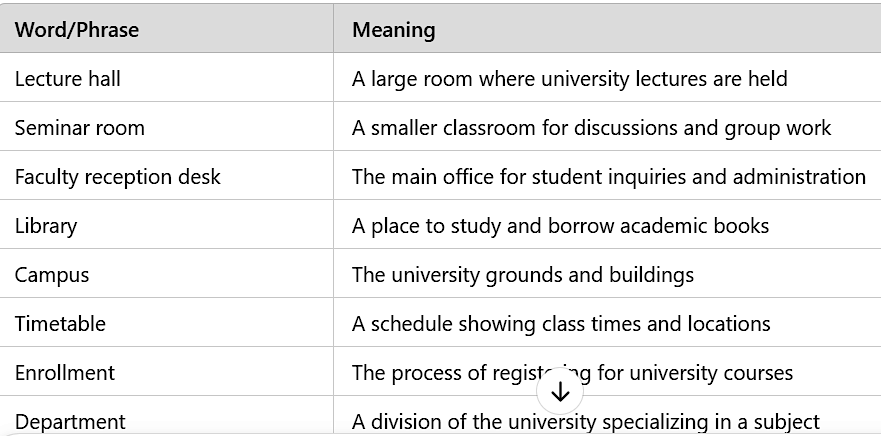 Word/Phrase Meaning
Lecture hall A large room where university lectures are held
Seminar room A smaller classroom for discussions and group work
Faculty reception desk The main office for student inquiries and administration
Library A place to study and borrow academic books
Campus The university grounds and buildings
Timetable A schedule showing class times and locations
Enrollment The process of registering for university courses
Department A division of the university specializing in a subject